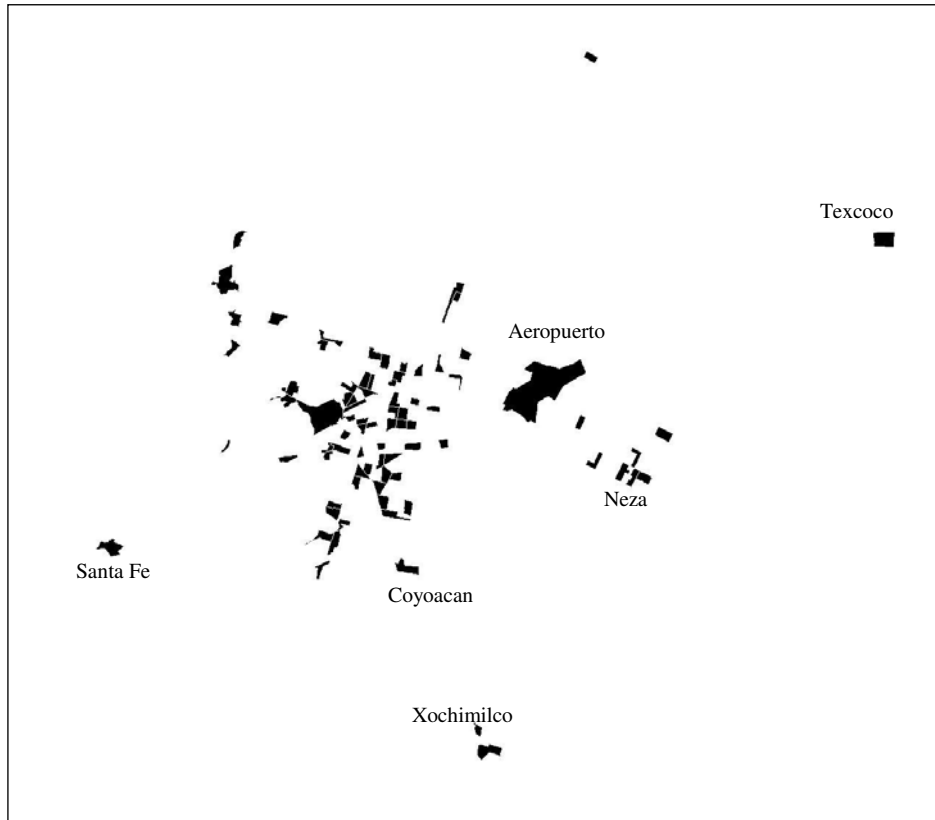 Texcoco
Aeropuerto
Neza
Santa Fe
Coyoacan
Xochimilco